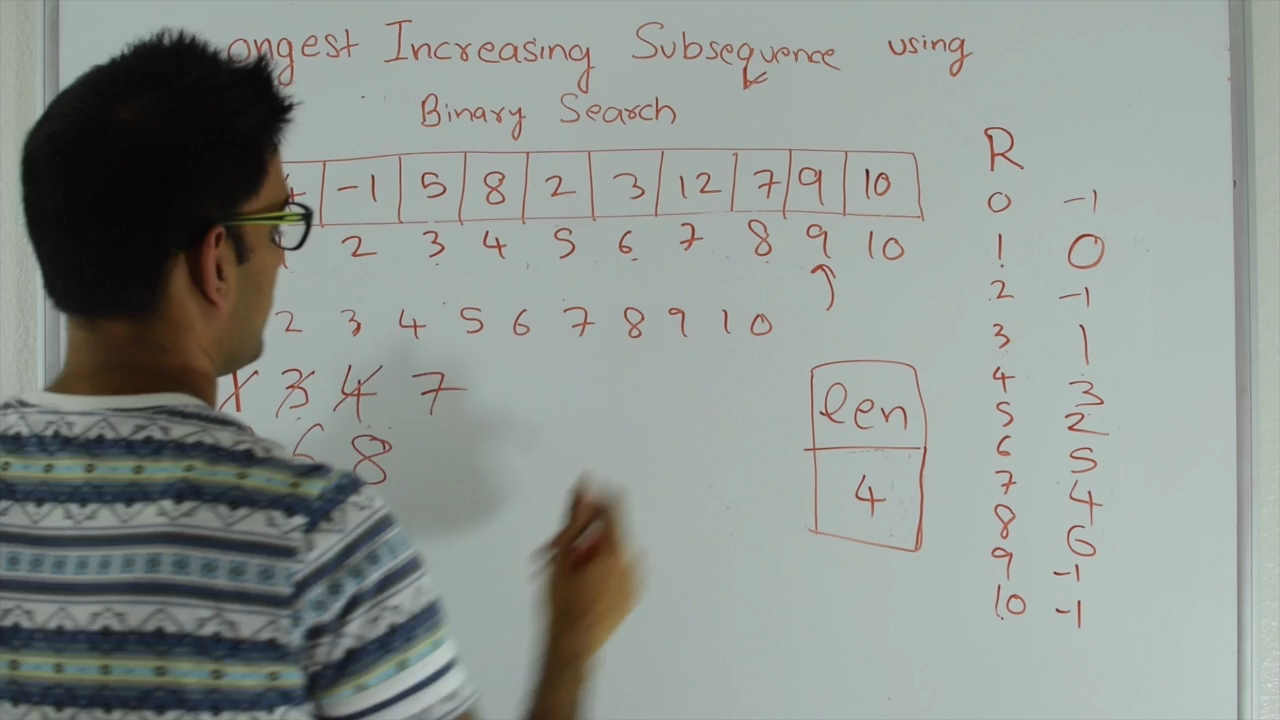 ongest Increasing Subsequence using
Binary Search
-1 5 8 2 3 12 7 9 10
2 3 4 5 6 7 8 9 10
2 3 4 5 6 7 8 9 10
1 3 4 7
6 8
len
4
R
0 -1
1 0
2 -1
3 1
4 3
5 2
6 5
7 4
8 6
9 -1
10 -1